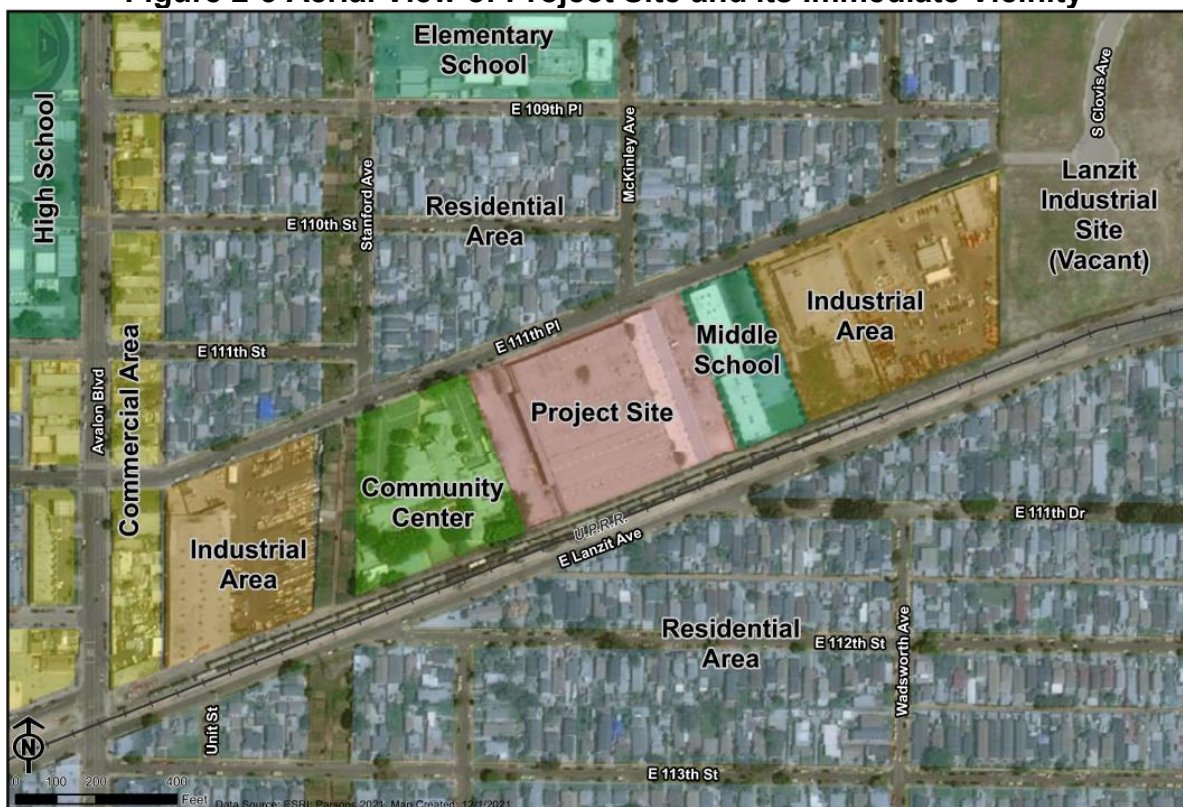 Figure 2-3 Aerial View of Project Site and its Immediate Vicinity
Elementary
School
S Clovis Ave
E 109th Pl
High School
McKinley Ave
Stanford Ave
Lanzit
Industrial
Site
(Vacant)
Residential
Area
E 110th St
Industrial
Area
Middle
School
E 111th Pl
E 111th St
Avalon Blvd
Commercial Area
Project Site
Community
Center
U.P.R.R.
E Lanzit Ave
E 111th Dr
Industrial
Area
Residential
Area
E 112th St
Wadsworth Ave
Unit St
N
E 113th St
0 100 200 400
Feet
Data Source: ESRI; Parsons 2021. Map Created: 12/1/2021